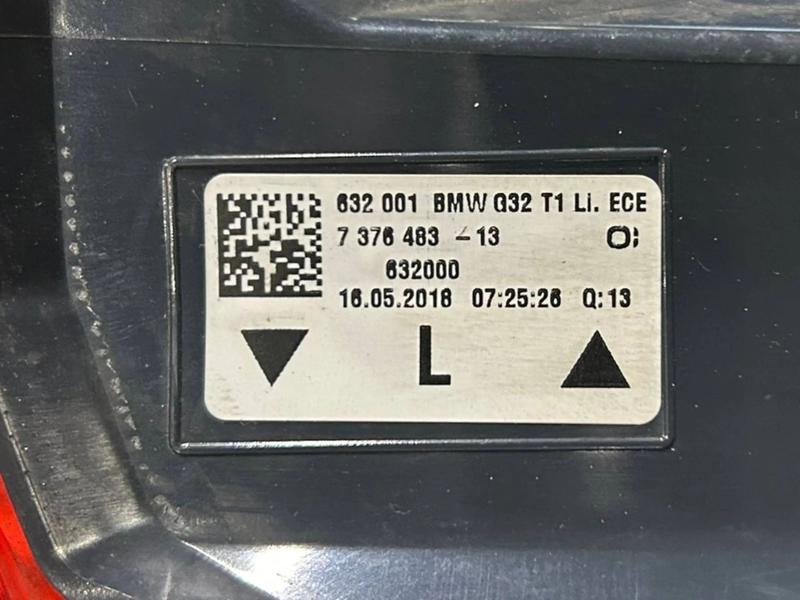 632 001 BMW G32 T1 Li. ECE
7 376 463 - 13
632000
16.05.2018 07:25:26 Q:13
L